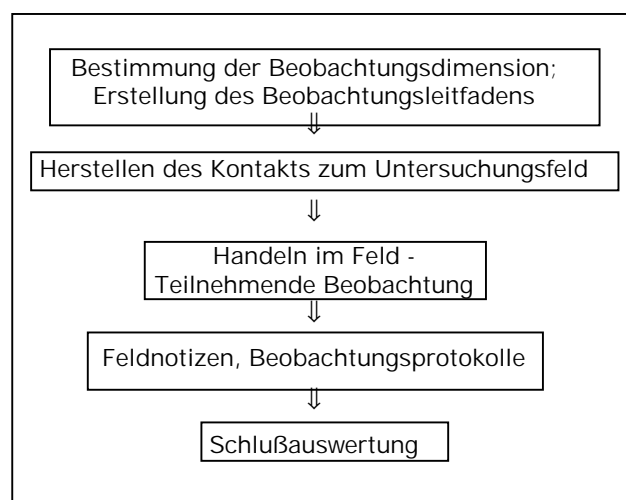 Bestimmung der Beobachtungsdimension;
Erstellung des Beobachtungsleitfadens
⇓
Herstellen des Kontakts zum Untersuchungsfeld
⇓
Handeln im Feld -
Teilnehmende Beobachtung
⇓
Feldnotizen, Beobachtungsprotokolle
⇓
Schlußauswertung